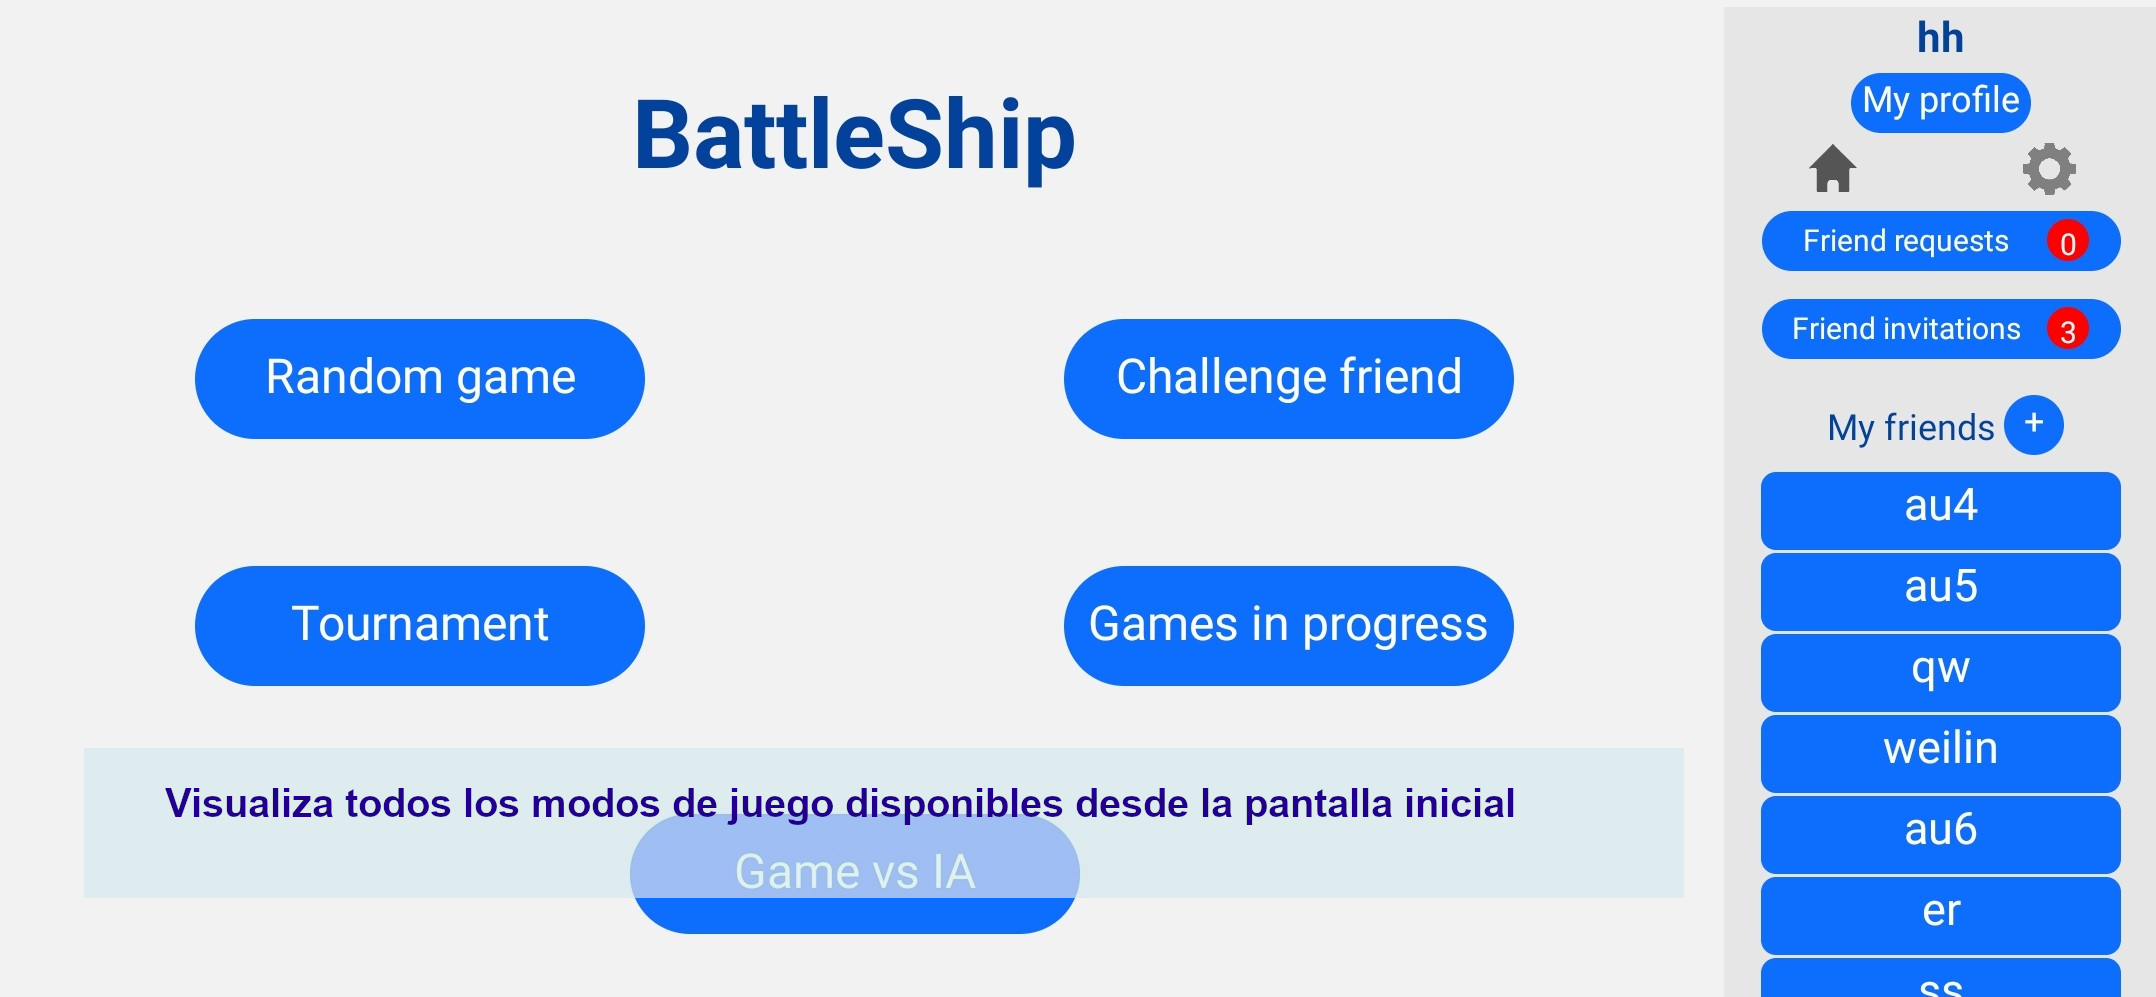 BattleShip
Random game
Challenge friend
Tournament
Games in progress
Visualiza todos los modos de juego disponibles desde la pantalla inicial
Game vs IA
hh
My profile
Friend requests 0
Friend invitations 3
My friends +
au4
au5
qw
weilin
au6
er
ss